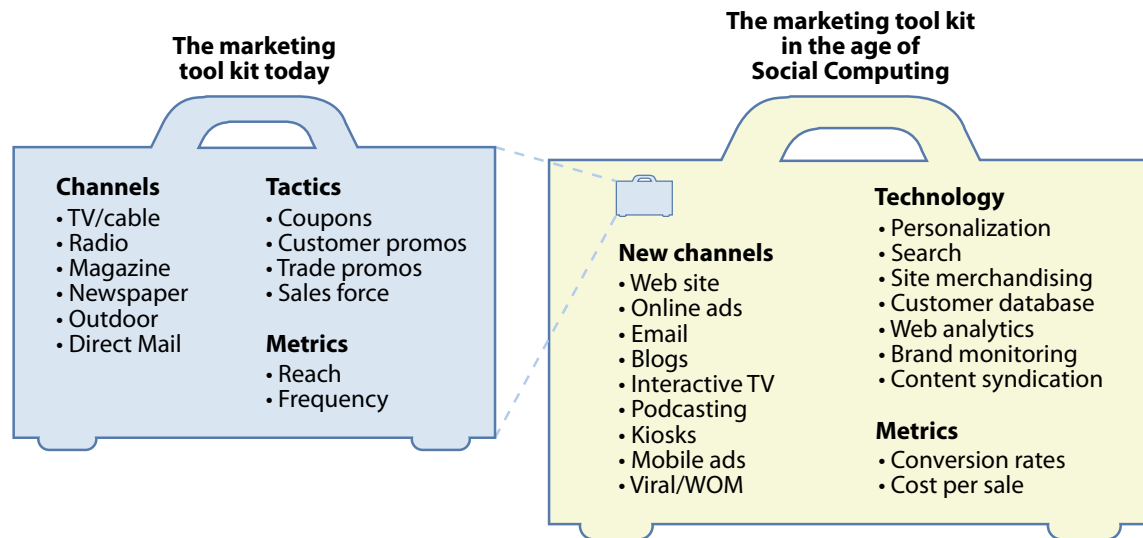 The marketing
tool kit today
Channels
• TV/cable
• Radio
• Magazine
• Newspaper
• Outdoor
• Direct Mail
Tactics
• Coupons
• Customer promos
• Trade promos
• Sales force
Metrics
• Reach
• Frequency
The marketing tool kit
in the age of
Social Computing
New channels
• Web site
• Online ads
• Email
• Blogs
• Interactive TV
• Podcasting
• Kiosks
• Mobile ads
• Viral/WOM
Technology
• Personalization
• Search
• Site merchandising
• Customer database
• Web analytics
• Brand monitoring
• Content syndication
Metrics
• Conversion rates
• Cost per sale